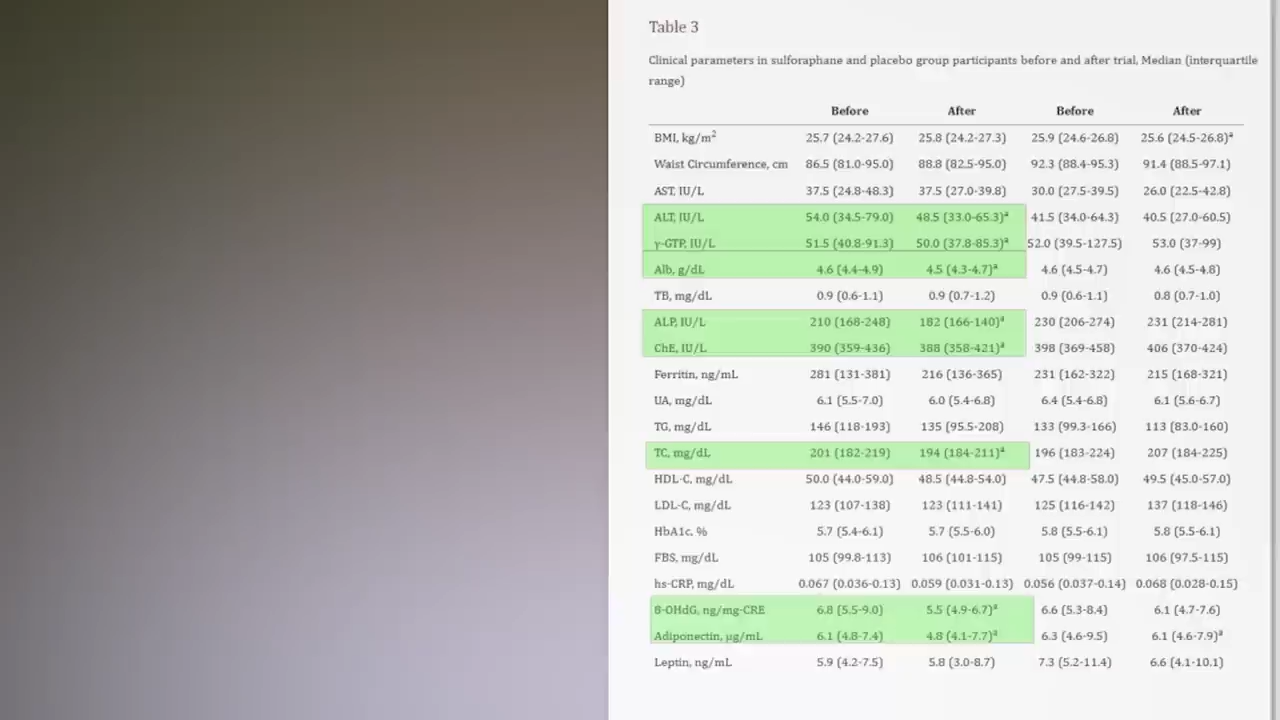 Table 3
Clinical parameters in sulforaphane and placebo group participants before and after trial, Median (interquartile
range)
Before After Before After
BMI, kg/m² 25.7 (24.2-27.6) 25.8 (24.2-27.3) 25.9 (24.6-26.8) 25.6 (24.5-26.8)ᵃ
Waist Circumference, cm 86.5 (81.0-95.0) 88.8 (82.5-95.0) 92.3 (88.4-95.3) 91.4 (88.5-97.1)
AST, IU/L 37.5 (24.8-48.3) 37.5 (27.0-39.8) 30.0 (27.5-39.5) 26.0 (22.5-42.8)
ALT, IU/L 54.0 (34.5-79.0) 48.5 (33.0-65.3)ᵃ 41.5 (34.0-64.3) 40.5 (27.0-60.5)
γ-GTP, IU/L 51.5 (40.8-91.3) 50.0 (37.8-85.3)ᵃ 52.0 (39.5-127.5) 53.0 (37-99)
Alb, g/dL 4.6 (4.4-4.9) 4.5 (4.3-4.7)ᵃ 4.6 (4.5-4.7) 4.6 (4.5-4.8)
TB, mg/dL 0.9 (0.6-1.1) 0.9 (0.7-1.2) 0.9 (0.6-1.1) 0.8 (0.7-1.0)
ALP, IU/L 210 (168-248) 182 (166-140)ᵃ 230 (206-274) 231 (214-281)
ChE, IU/L 390 (359-436) 388 (358-421)ᵃ 398 (369-458) 406 (370-424)
Ferritin, ng/mL 281 (131-381) 216 (136-365) 231 (162-322) 215 (168-321)
UA, mg/dL 6.1 (5.5-7.0) 6.0 (5.4-6.8) 6.4 (5.4-6.8) 6.1 (5.6-6.7)
TG, mg/dL 146 (118-193) 135 (95.5-208) 133 (99.3-166) 113 (83.0-160)
TC, mg/dL 201 (182-219) 194 (184-211)ᵃ 196 (183-224) 207 (184-225)
HDL-C, mg/dL 50.0 (44.0-59.0) 48.5 (44.8-54.0) 47.5 (44.8-58.0) 49.5 (45.0-57.0)
LDL-C, mg/dL 123 (107-138) 123 (111-141) 125 (116-142) 137 (118-146)
HbA1c, % 5.7 (5.4-6.1) 5.7 (5.5-6.0) 5.8 (5.5-6.1) 5.8 (5.5-6.1)
FBS, mg/dL 105 (99.8-113) 106 (101-115) 105 (99-115) 106 (97.5-115)
hs-CRP, mg/dL 0.067 (0.036-0.13) 0.059 (0.031-0.13) 0.056 (0.037-0.14) 0.068 (0.028-0.15)
8-OHdG, ng/mg-CRE 6.8 (5.5-9.0) 5.5 (4.9-6.7)ᵃ 6.6 (5.3-8.4) 6.1 (4.7-7.6)
Adiponectin, μg/mL 6.1 (4.8-7.4) 4.8 (4.1-7.7)ᵃ 6.3 (4.6-9.5) 6.1 (4.6-7.9)ᵃ
Leptin, ng/mL 5.9 (4.2-7.5) 5.8 (3.0-8.7) 7.3 (5.2-11.4) 6.6 (4.1-10.1)